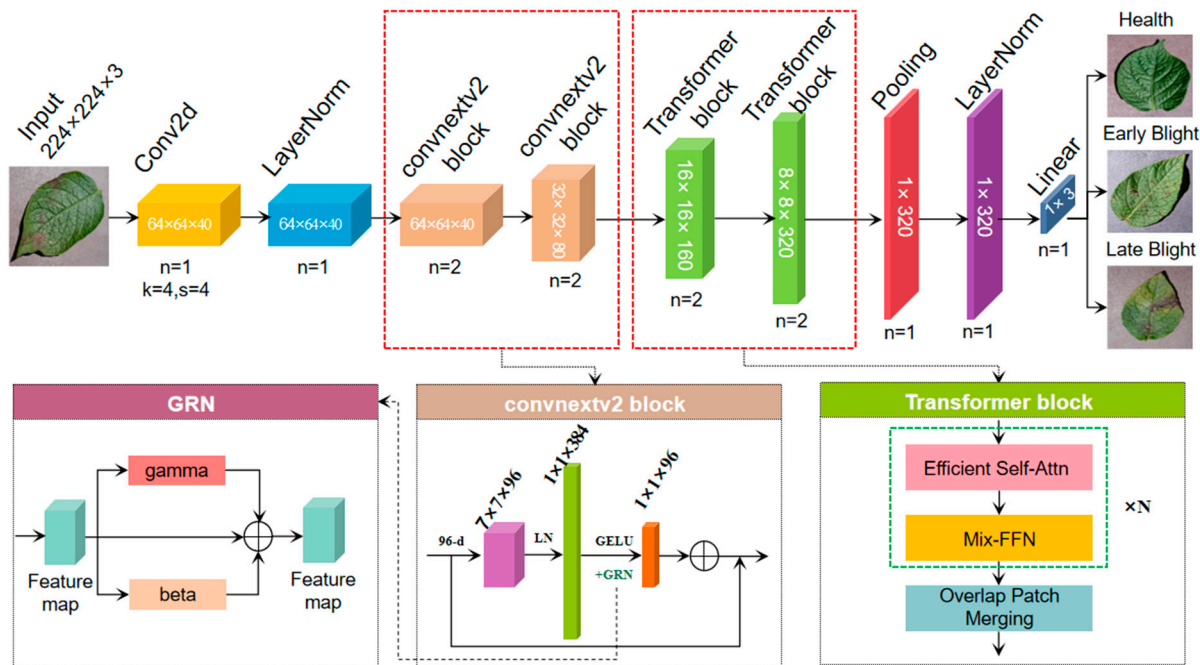 Input
224×224×3
Conv2d
64×64×40
n=1
k=4,s=4
LayerNorm
64×64×40
n=1
convnextv2
block
64×64×40
n=2
convnextv2
block
32× 32×80
n=2
Transformer
block
16× 16×160
n=2
Transformer
block
8×8×320
n=2
Pooling
1×320
n=1
LayerNorm
1×320
n=1
Linear
1×3
n=1
Health
Early Blight
Late Blight
GRN
gamma
Feature
map
beta
Feature
map
convnextv2 block
96-d
7×7×96
LN
1×1×384
GELU
+GRN
1×1×96
Transformer block
Efficient Self-Attn
Mix-FFN
×N
Overlap Patch
Merging